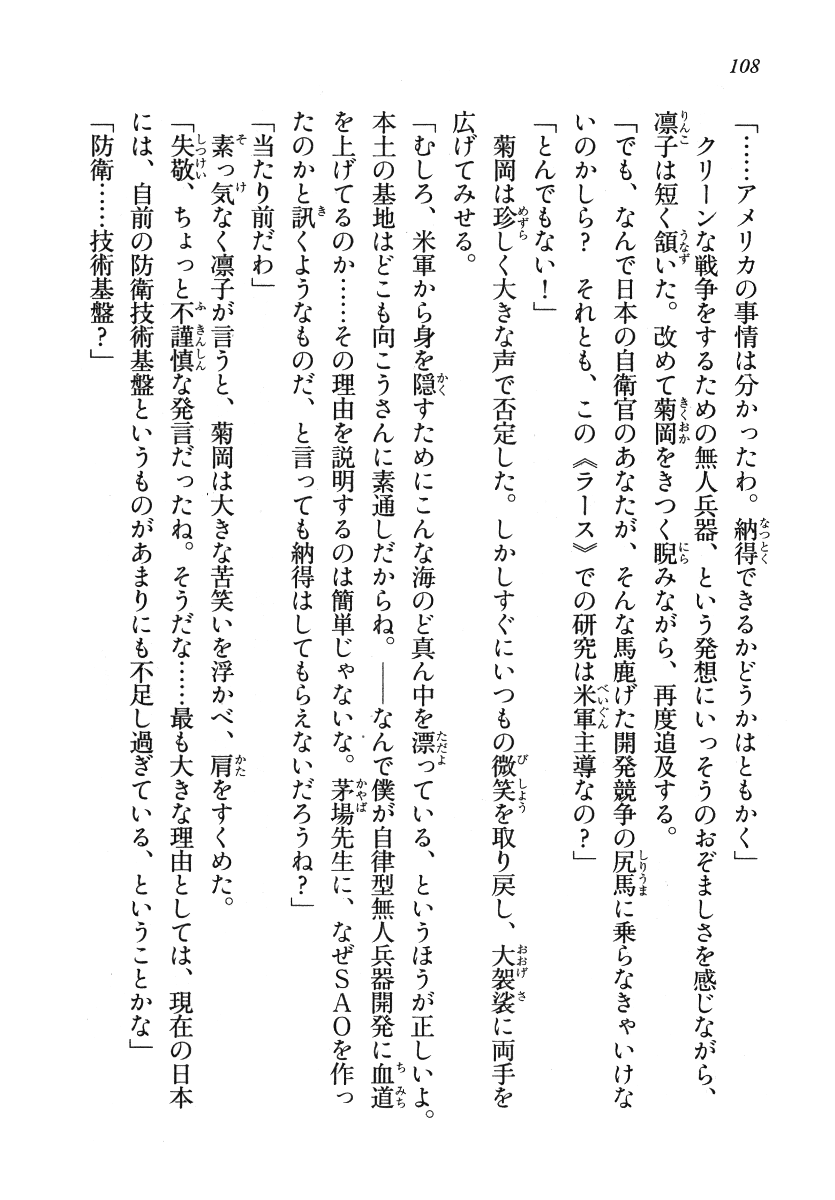 108
「……アメリカの事情は分かったわ。納得できるかどうかはともかく」
　クリーンな戦争をするための無人兵器、という発想にいっそうのおぞましさを感じながら、
凛子は短く頷いた。改めて菊岡をきつく睨みながら、再度追及する。
「でも、なんで日本の自衛官のあなたが、そんな馬鹿げた開発競争の尻馬に乗らなきゃいけな
いのかしら？　それとも、この《ラース》での研究は米軍主導なの？」
「とんでもない！」
　菊岡は珍しく大きな声で否定した。しかしすぐにいつもの微笑を取り戻し、大袈裟に両手を
広げてみせる。
「むしろ、米軍から身を隠すためにこんな海のど真ん中を漂っている、というほうが正しいよ。
本土の基地はどこも向こうさんに素通しだからね。――なんで僕が自律型無人兵器開発に血道
を上げてるのか……その理由を説明するのは簡単じゃないな。茅場先生に、なぜＳＡＯを作っ
たのかと訊くようなものだ、と言っても納得はしてもらえないだろうね？」
「当たり前だわ」
　素っ気なく凛子が言うと、菊岡は大きな苦笑いを浮かべ、肩をすくめた。
「失敬、ちょっと不謹慎な発言だったね。そうだな……最も大きな理由としては、現在の日本
には、自前の防衛技術基盤というものがあまりにも不足し過ぎている、ということかな」
「防衛……技術基盤？」